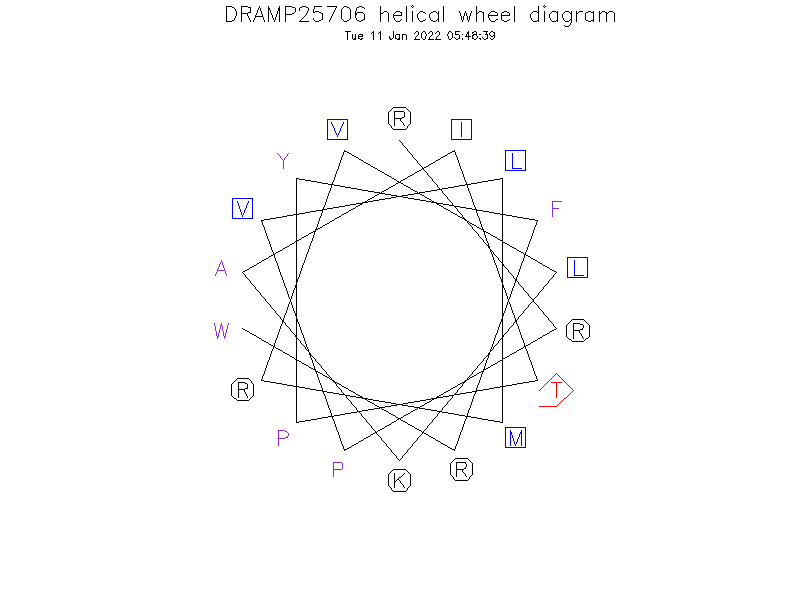 DRAMP25706 helical wheel diagram
Tue 11 Jan 2022 05:48:39
R
V I
Y L
V F
A L
W R
R T
P M
P R
K